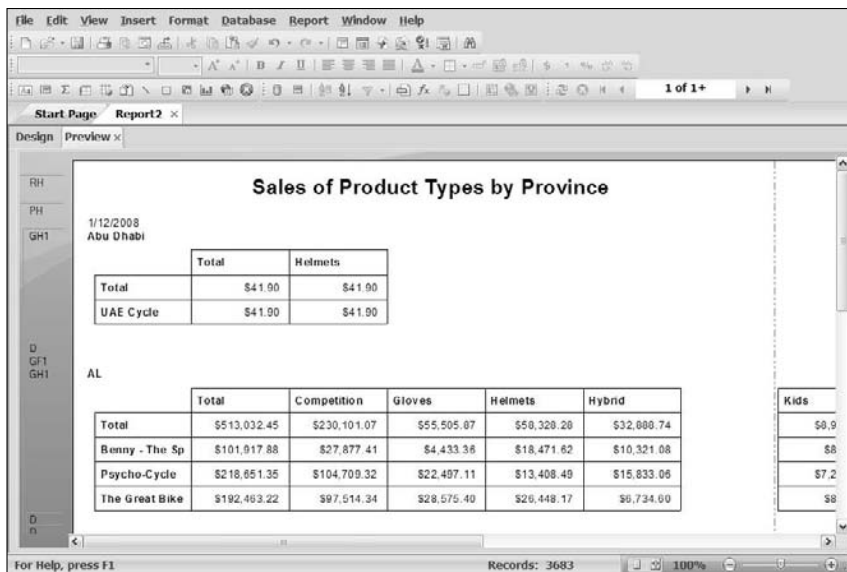 File Edit View Insert Format Database Report Window Help
1 of 1+
Start Page Report2 ×
Design Preview ×
RH
Sales of Product Types by Province
PH
1/12/2008
GH1 Abu Dhabi
Total Helmets
Total $41.90 $41.90
UAE Cycle $41.90 $41.90
D
GF1
GH1 AL
Total Competition Gloves Helmets Hybrid Kids
Total $513,032.45 $230,101.07 $55,505.87 $58,328.28 $32,888.74 $8,9
Benny - The Sp $101,917.88 $27,877.41 $4,433.36 $18,471.62 $10,321.08 $8
Psycho-Cycle $218,651.35 $104,709.32 $22,497.11 $13,408.49 $15,833.06 $7,2
The Great Bike $192,463.22 $97,514.34 $28,575.40 $26,448.17 $6,734.60 $8
D
For Help, press F1 Records: 3683 100%